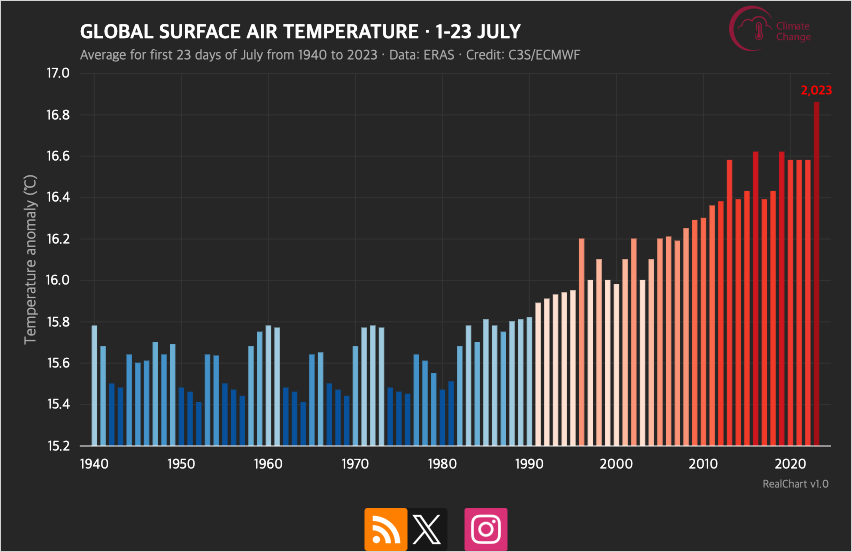 GLOBAL SURFACE AIR TEMPERATURE · 1-23 JULY
Average for first 23 days of July from 1940 to 2023 · Data: ERAS · Credit: C3S/ECMWF
Climate
Change
2,023
Temperature anomaly (℃)
17.0
16.8
16.6
16.4
16.2
16.0
15.8
15.6
15.4
15.2
1940 1950 1960 1970 1980 1990 2000 2010 2020
RealChart v1.0